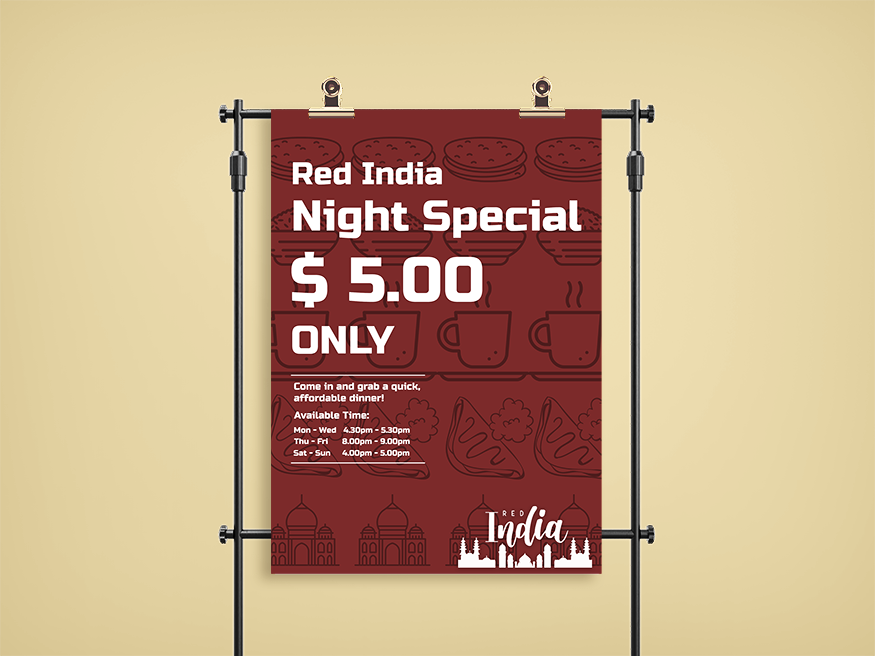 Red India
Night Special
$ 5.00
ONLY
Come in and grab a quick,
affordable dinner!
Available Time:
Mon - Wed 4.30pm - 5.30pm
Thu - Fri 8.00pm - 9.00pm
Sat - Sun 4.00pm - 5.00pm
RED
India